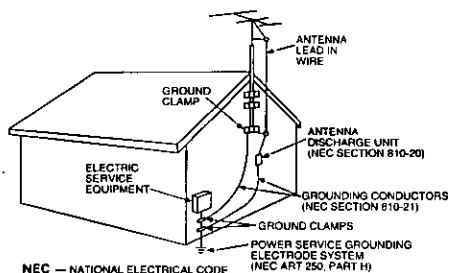 ANTENNA
LEAD IN
WIRE
GROUND
CLAMP
ANTENNA
DISCHARGE UNIT
(NEC SECTION 810-20)
ELECTRIC
SERVICE
EQUIPMENT
GROUNDING CONDUCTORS
(NEC SECTION 810-21)
GROUND CLAMPS
POWER SERVICE GROUNDING
ELECTRODE SYSTEM
(NEC ART 250, PART H)
NEC — NATIONAL ELECTRICAL CODE